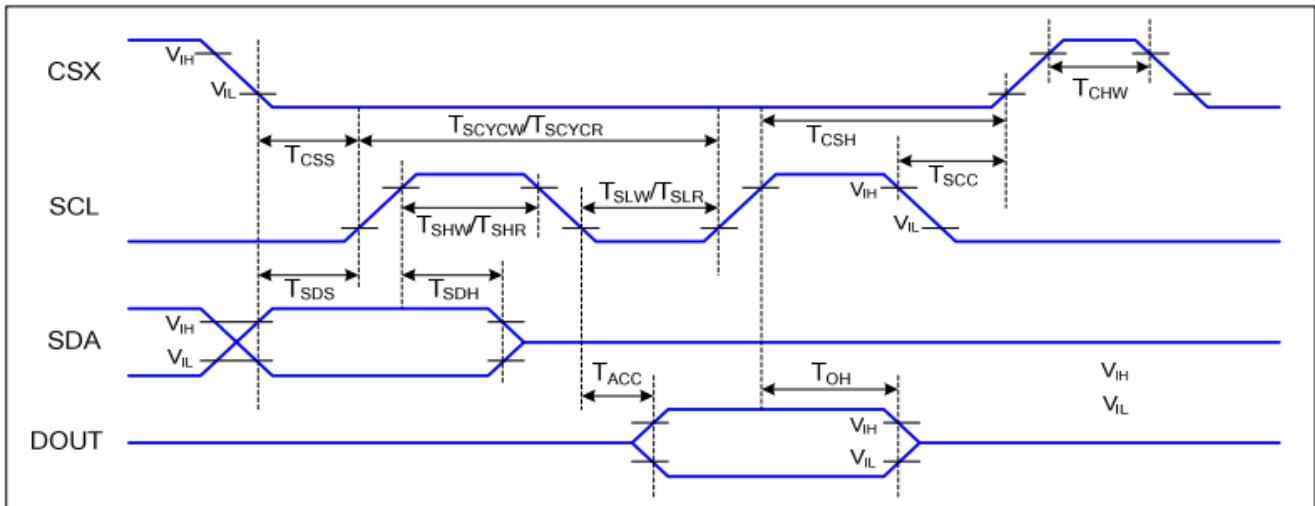 CSX
VIH
VIL
TCHW
TCSS
TSCYCW/TSCYCR
TCSH
TSCC
SCL
TSHW/TSHR
TSLW/TSLR
VIH
VIL
TSDS
TSDH
SDA
VIH
VIL
TACC
TOH
VIH
VIL
DOUT
VIH
VIL